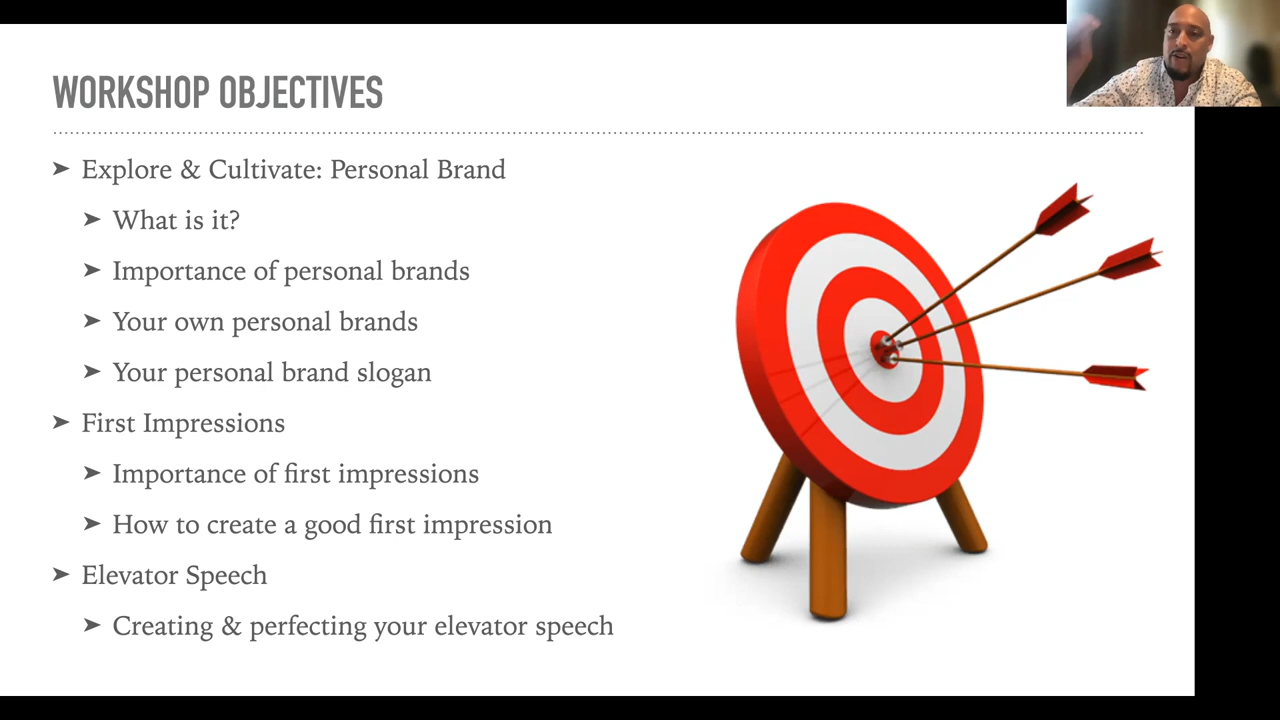 WORKSHOP OBJECTIVES
➤ Explore & Cultivate: Personal Brand
➤ What is it?
➤ Importance of personal brands
➤ Your own personal brands
➤ Your personal brand slogan
➤ First Impressions
➤ Importance of first impressions
➤ How to create a good first impression
➤ Elevator Speech
➤ Creating & perfecting your elevator speech